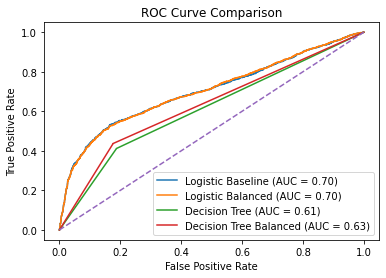 ROC Curve Comparison
True Positive Rate
1.0
0.8
0.6
0.4
0.2
0.0
Logistic Baseline (AUC = 0.70)
Logistic Balanced (AUC = 0.70)
Decision Tree (AUC = 0.61)
Decision Tree Balanced (AUC = 0.63)
0.0 0.2 0.4 0.6 0.8 1.0
False Positive Rate